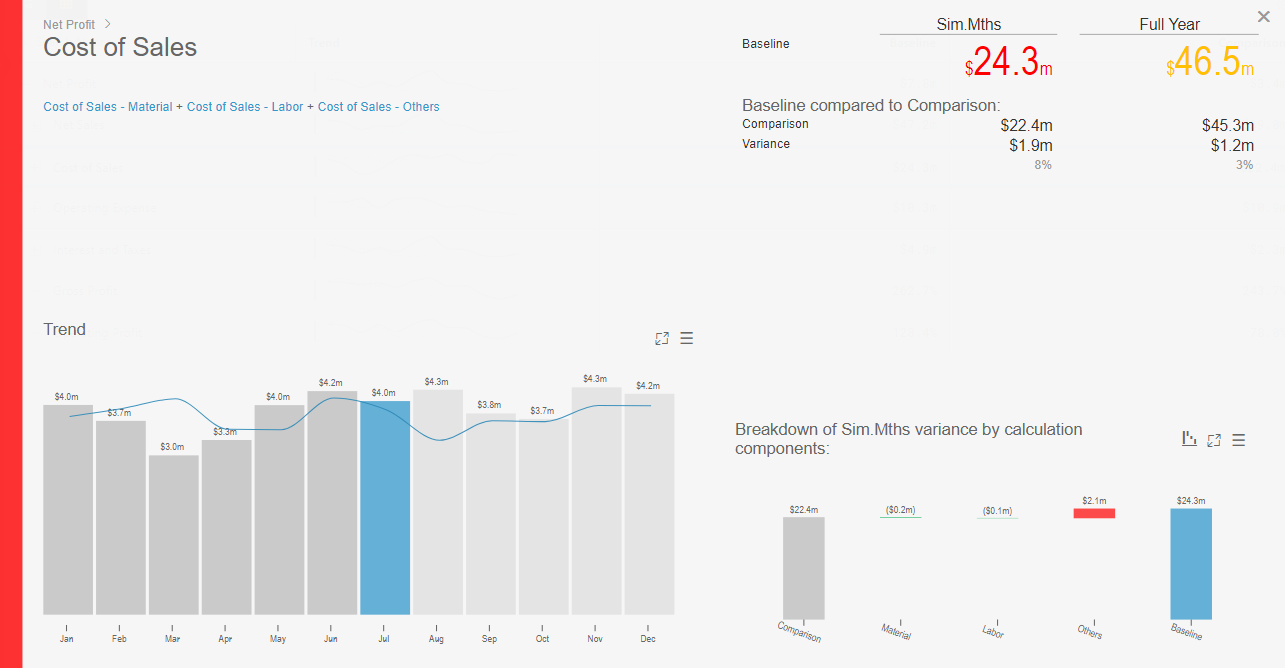 Net Profit >
Cost of Sales
Cost of Sales - Material + Cost of Sales - Labor + Cost of Sales - Others
Sim.Mths Full Year
Baseline $24.3m $46.5m
Baseline compared to Comparison:
Comparison $22.4m $45.3m
Variance $1.9m $1.2m
8% 3%
Trend
$4.0m $3.7m $3.0m $3.3m $4.0m $4.2m $4.0m $4.3m $3.8m $3.7m $4.3m $4.2m
Jan Feb Mar Apr May Jun Jul Aug Sep Oct Nov Dec
Breakdown of Sim.Mths variance by calculation
components:
$22.4m ($0.2m) ($0.1m) $2.1m $24.3m
Comparison Material Labor Others Baseline